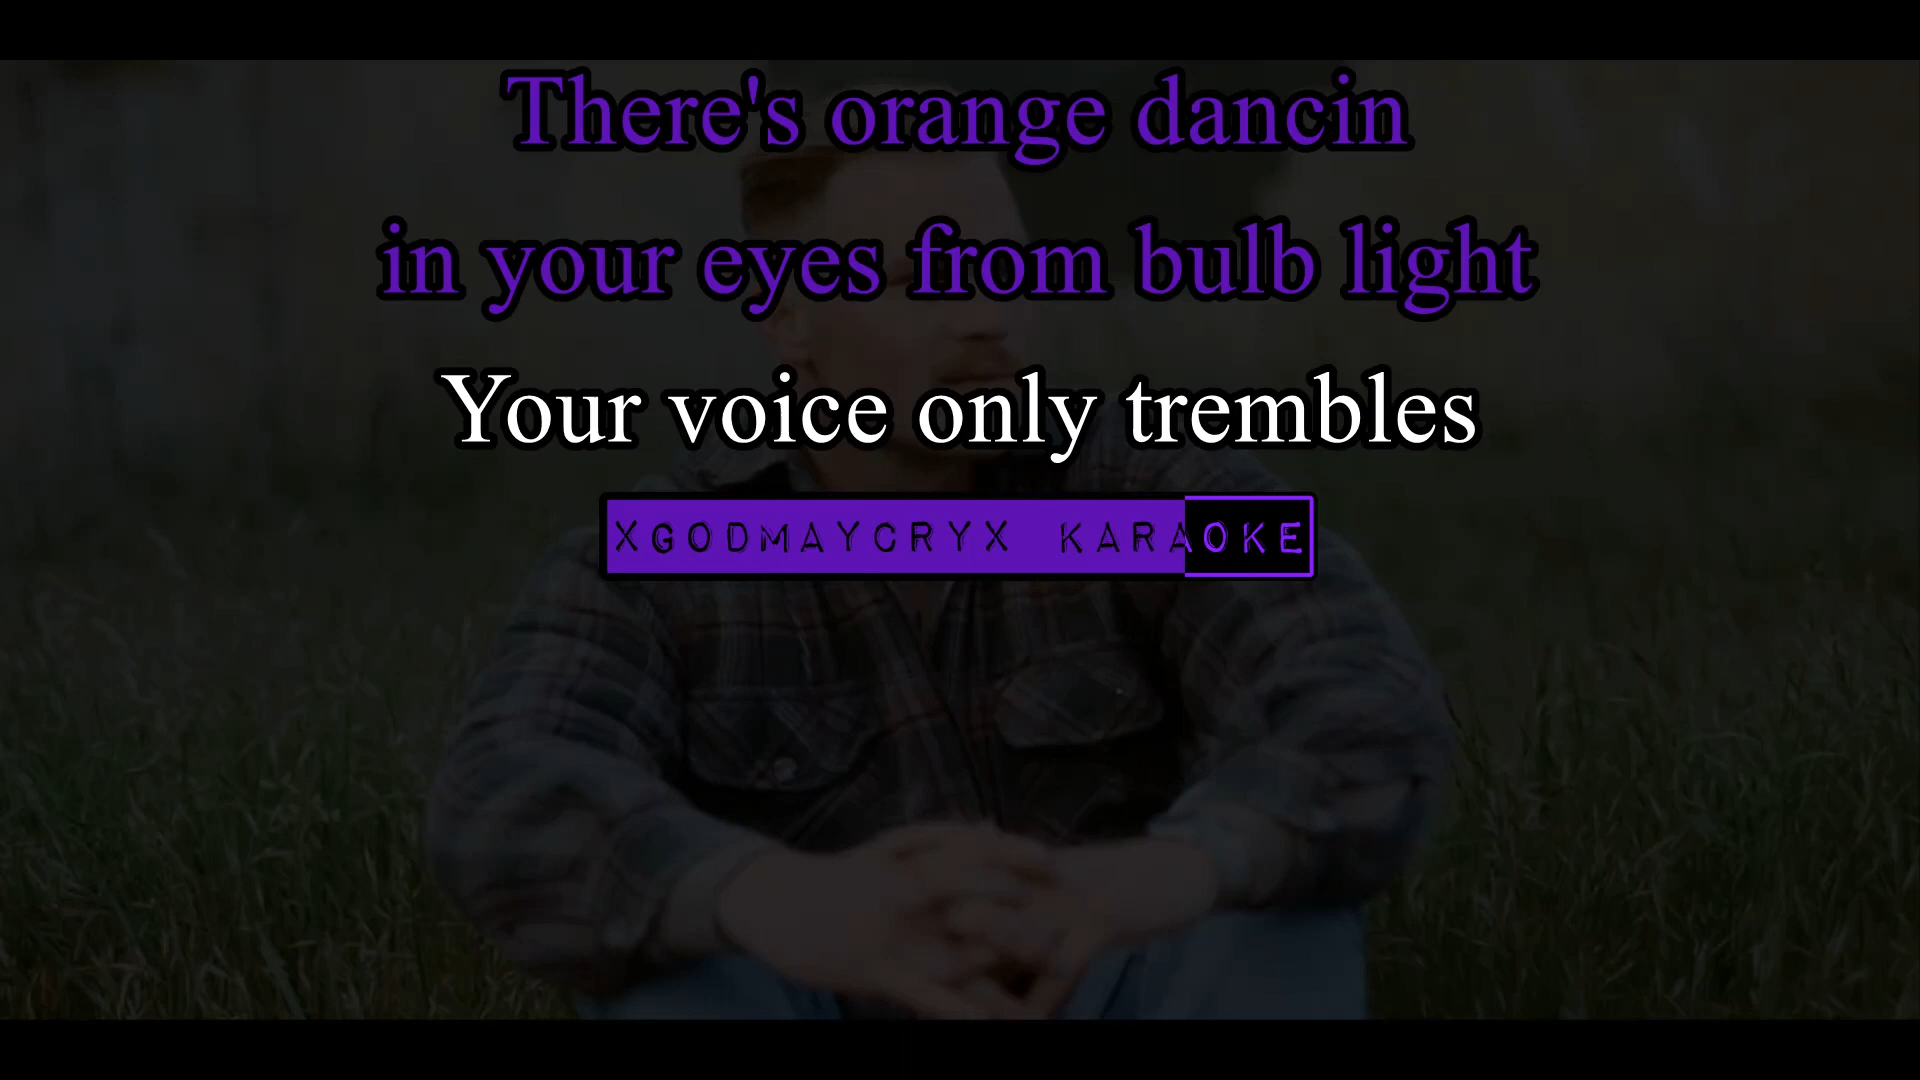 There's orange dancin
in your eyes from bulb light
Your voice only trembles
XGODMAYCRYX KARAOKE